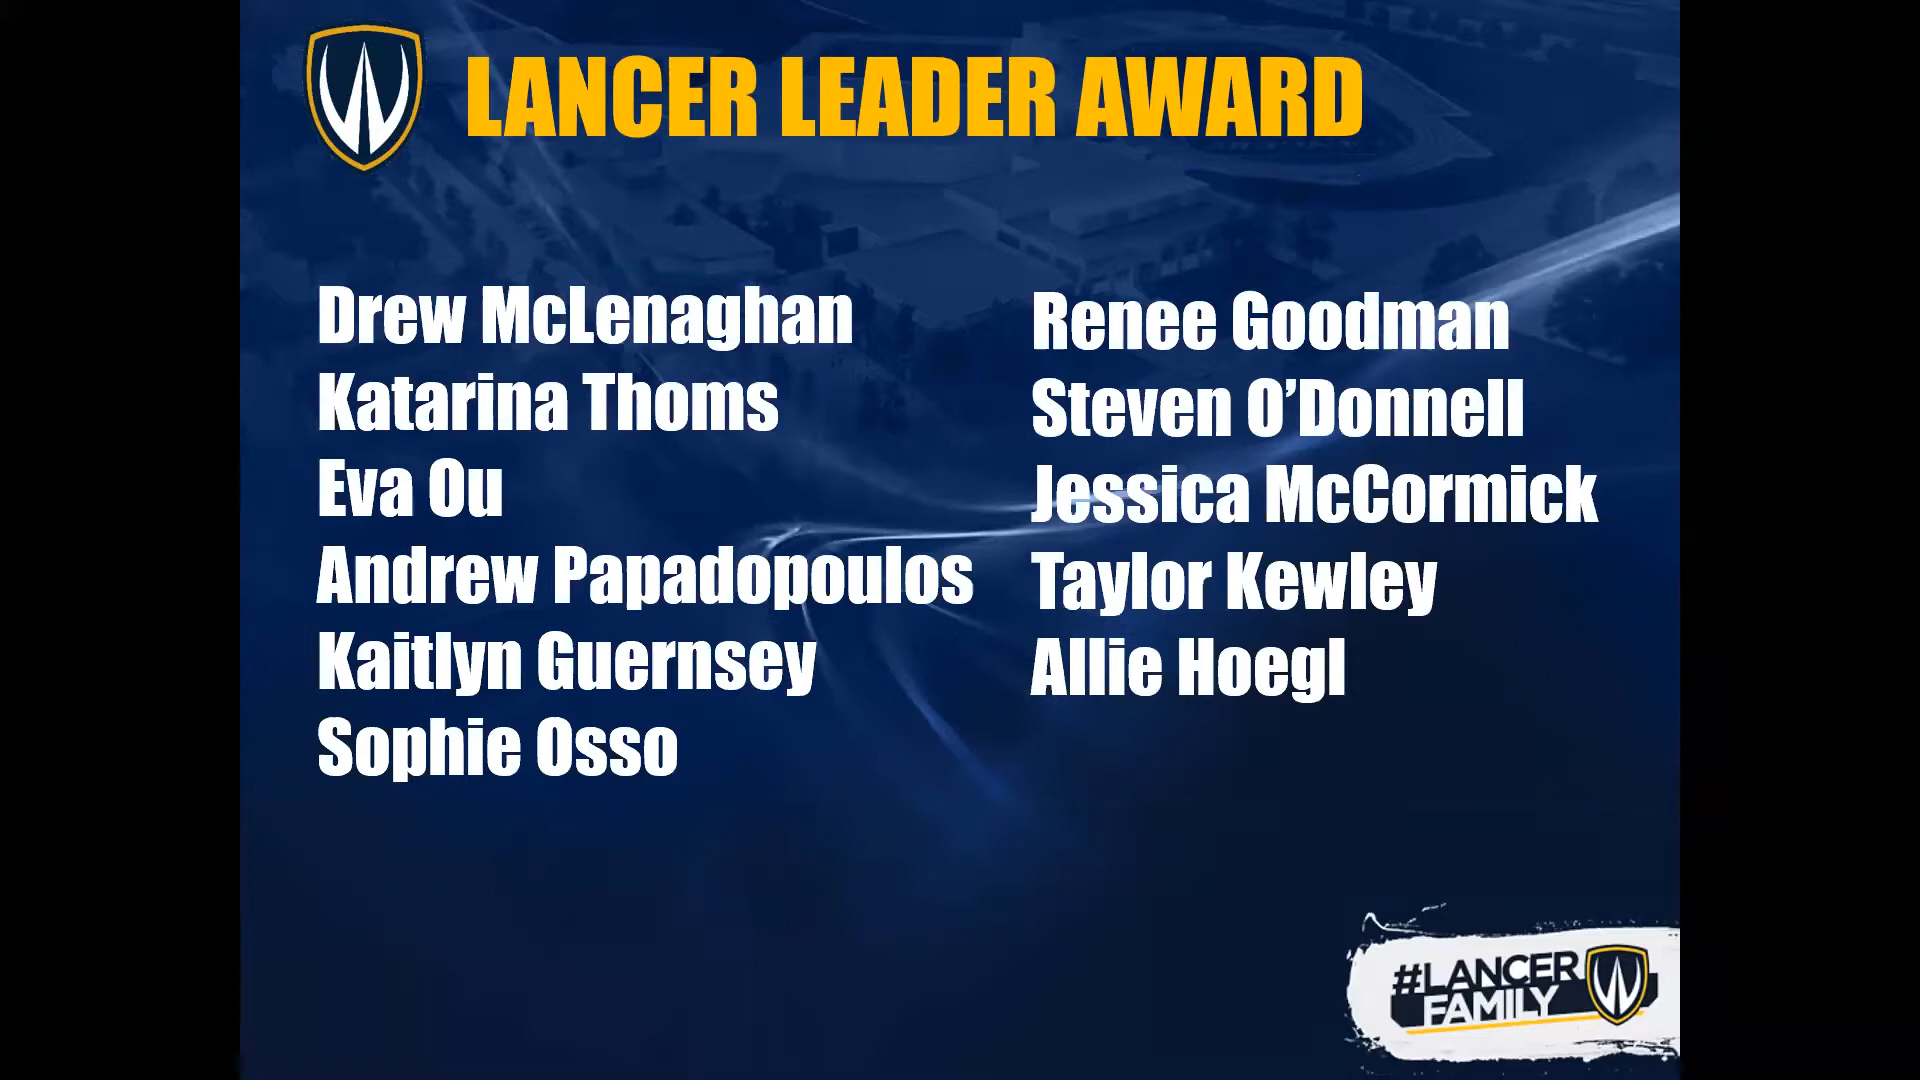 LANCER LEADER AWARD
Drew McLenaghan
Katarina Thoms
Eva Ou
Andrew Papadopoulos
Kaitlyn Guernsey
Sophie Osso
Renee Goodman
Steven O’Donnell
Jessica McCormick
Taylor Kewley
Allie Hoegl
#LANCER
FAMILY